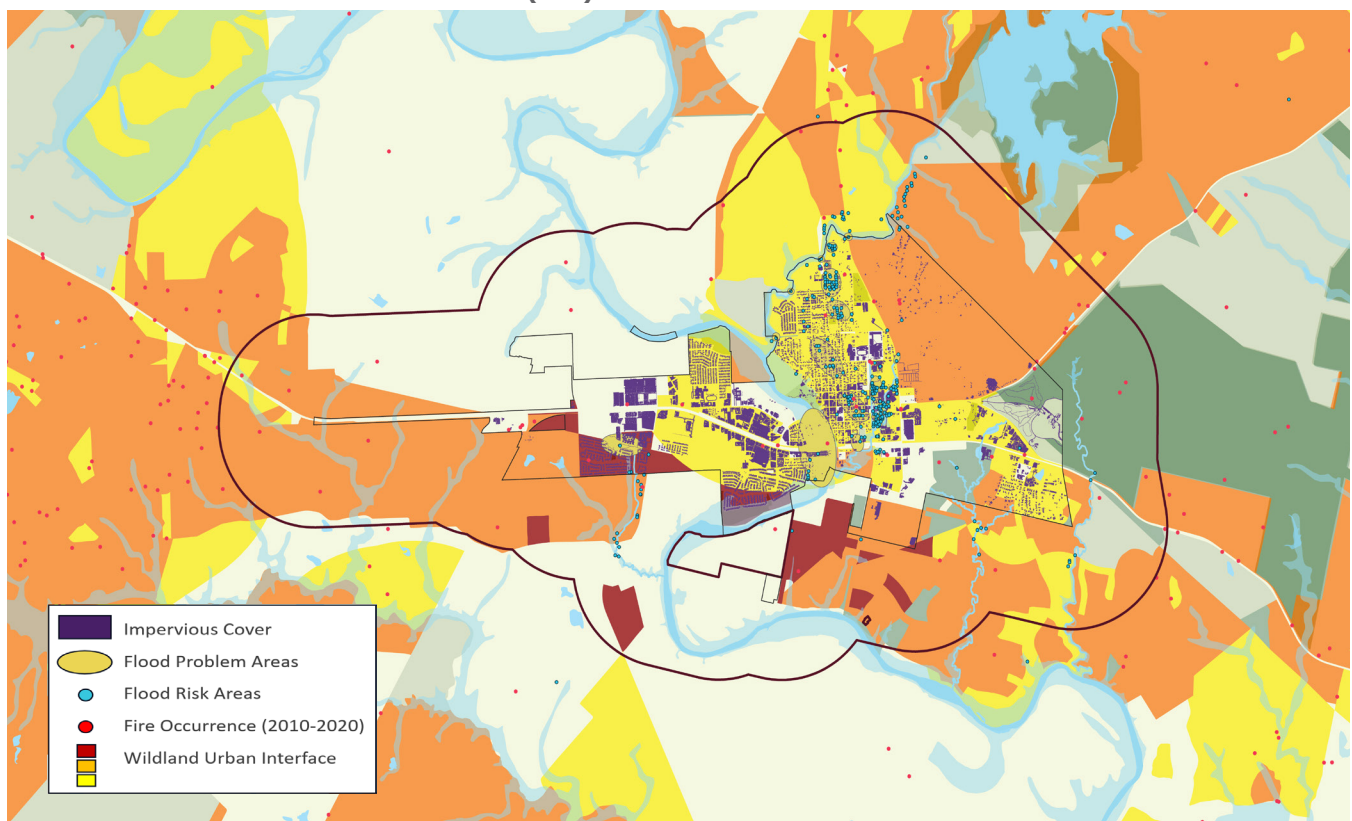 Impervious Cover
Flood Problem Areas
Flood Risk Areas
Fire Occurrence (2010-2020)
Wildland Urban Interface